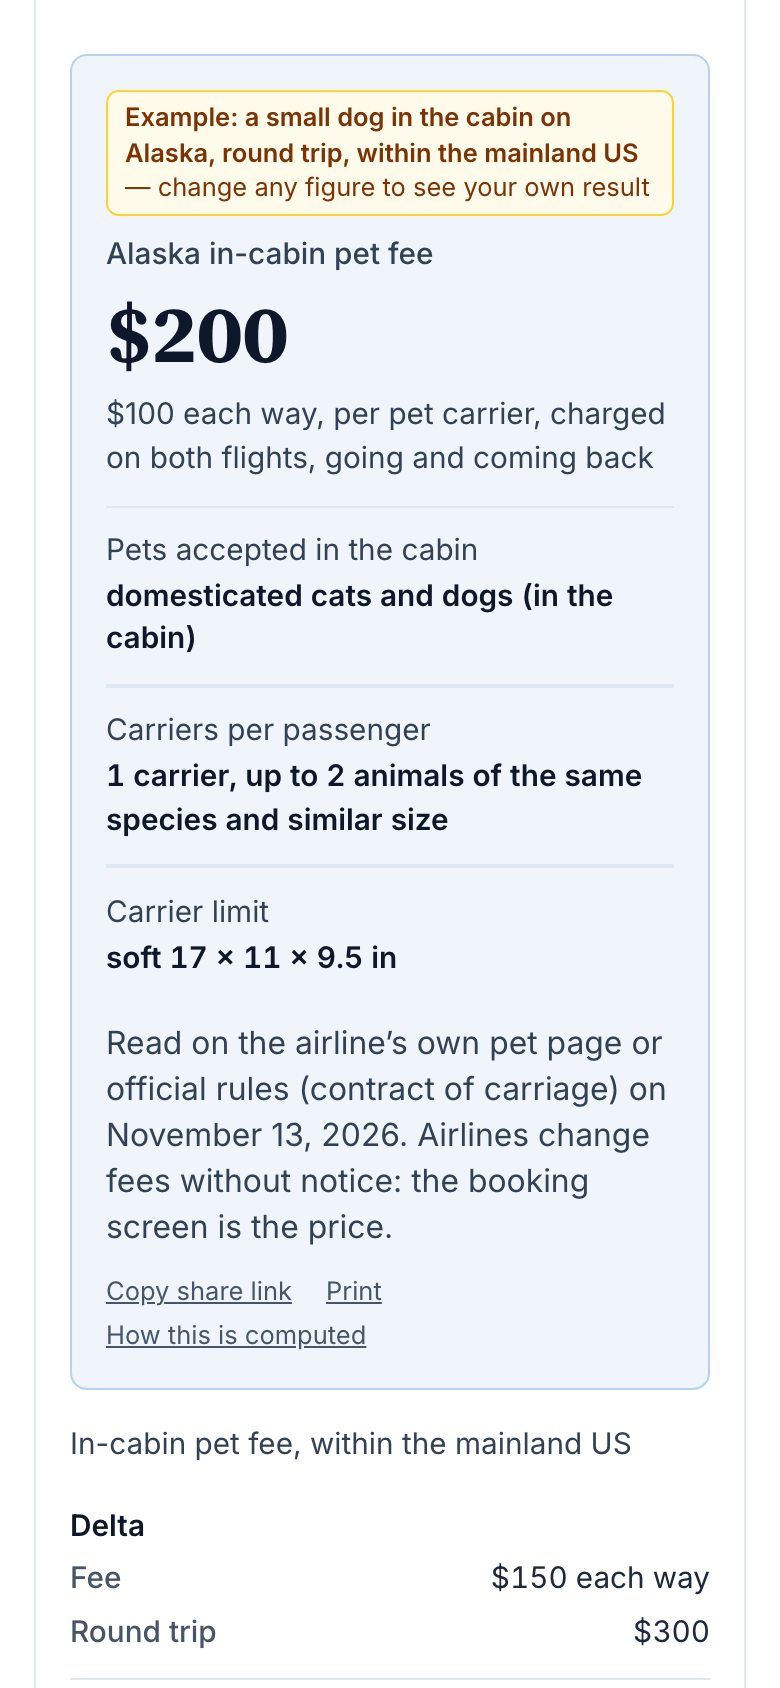 Example: a small dog in the cabin on
Alaska, round trip, within the mainland US
— change any figure to see your own result
Alaska in-cabin pet fee
$200
$100 each way, per pet carrier, charged
on both flights, going and coming back
Pets accepted in the cabin
domesticated cats and dogs (in the
cabin)
Carriers per passenger
1 carrier, up to 2 animals of the same
species and similar size
Carrier limit
soft 17 × 11 × 9.5 in
Read on the airline’s own pet page or
official rules (contract of carriage) on
November 13, 2026. Airlines change
fees without notice: the booking
screen is the price.
Copy share link Print
How this is computed
In-cabin pet fee, within the mainland US
Delta
Fee $150 each way
Round trip $300